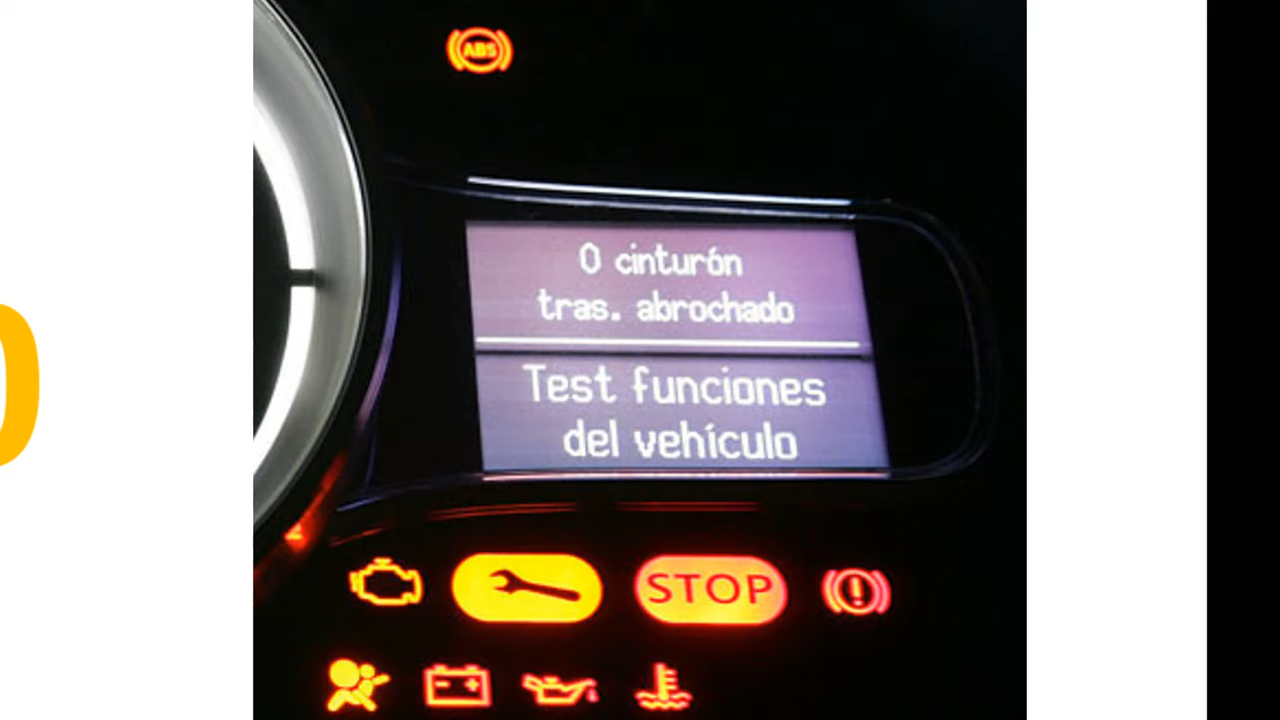 ABS
0 cinturón
tras. abrochado
Test funciones
del vehículo
STOP